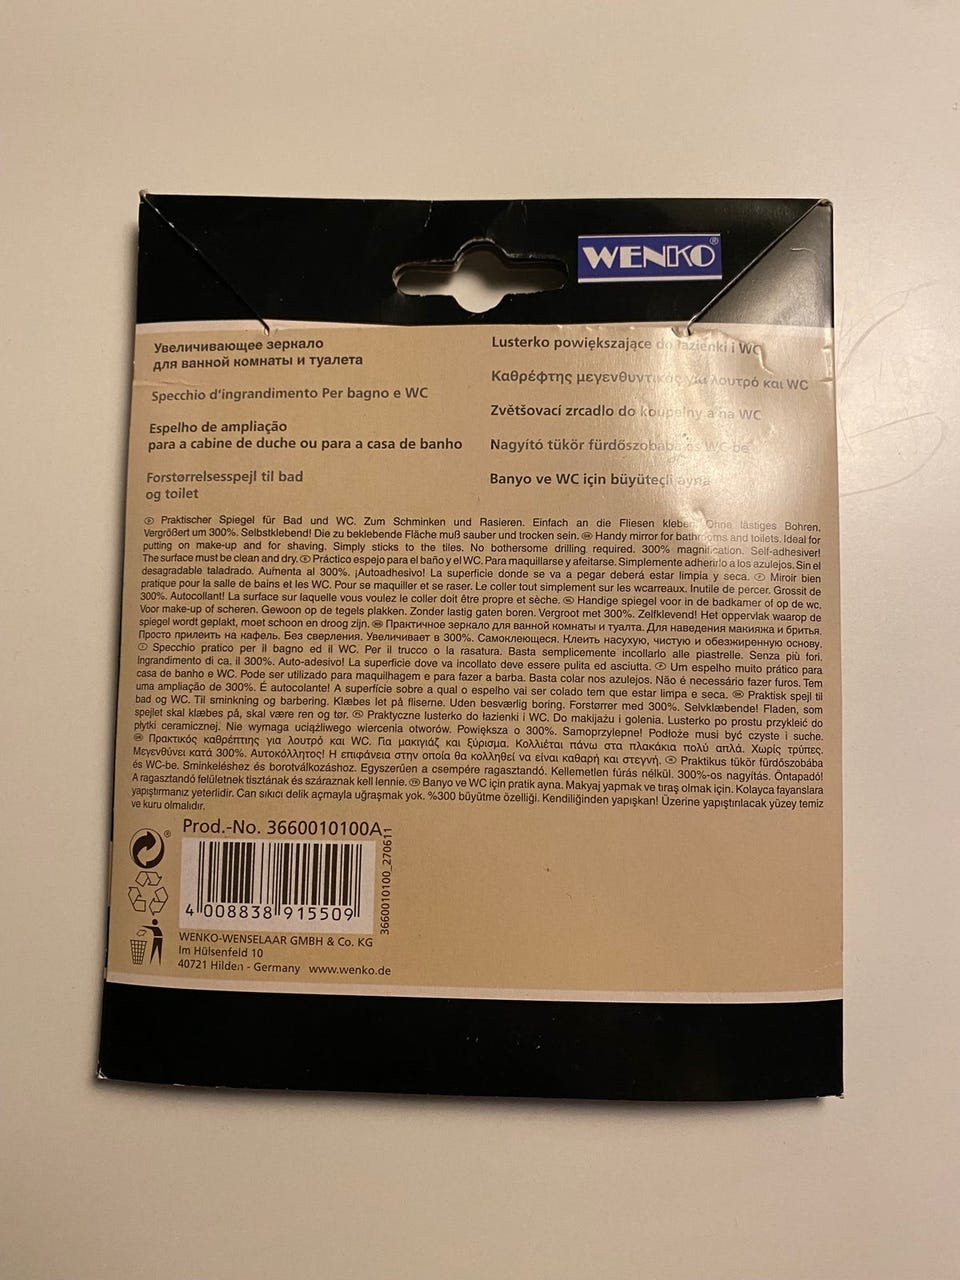 WENKO®
Увеличивающее зеркало
для ванной комнаты и туалета
Specchio d'ingrandimento Per bagno e WC
Espelho de ampliação
para a cabine de duche ou para a casa de banho
Forstørrelsesspejl til bad
og toilet
Lusterko powiększające do łazienki i WC
Καθρέφτης μεγενθυντικός για λουτρό και WC
Zvětšovací zrcadlo do koupelny a na WC
Nagyító tükör fürdőszobába és WC-be
Banyo ve WC için büyüteçli ayna
D Praktischer Spiegel für Bad und WC. Zum Schminken und Rasieren. Einfach an die Fliesen kleben. Ohne lästiges Bohren.
Vergrößert um 300%. Selbstklebend! Die zu beklebende Fläche muß sauber und trocken sein. GB Handy mirror for bathrooms and toilets. Ideal for
putting on make-up and for shaving. Simply sticks to the tiles. No bothersome drilling required. 300% magnification. Self-adhesiver!
The surface must be clean and dry. E Práctico espejo para el baño y el WC. Para maquillarse y afeitarse. Simplemente adherirlo a los azulejos. Sin el
desagradable taladrado. Aumenta al 300%. ¡Autoadhesivo! La superficie donde se va a pegar deberá estar limpia y seca. F Miroir bien
pratique pour la salle de bains et les WC. Pour se maquiller et se raser. Le coller tout simplement sur les wcarreaux. Inutile de percer. Grossit de
300%. Autocollant! La surface sur laquelle vous voulez le coller doit être propre et sèche. NL Handige spiegel voor in de badkamer of op de wc.
Voor make-up of scheren. Gewoon op de tegels plakken. Zonder lastig gaten boren. Vergroot met 300%. Zelfklevend! Het oppervlak waarop de
spiegel wordt geplakt, moet schoon en droog zijn. RUS Практичное зеркало для ванной комнаты и туалта. Для наведения макияжа и бритья.
Просто прилеить на кафель. Без сверления. Увеличивает в 300%. Самоклеющеся. Клеить насухую, чистую и обезжиренную основу.
I Specchio pratico per il bagno ed il WC. Per il trucco o la rasatura. Basta semplicemente incollarlo alle piastrelle. Senza più fori.
Ingrandimento di ca. il 300%. Auto-adesivo! La superficie dove va incollato deve essere pulita ed asciutta. P Um espelho muito prático para
casa de banho e WC. Pode ser utilizado para maquilhagem e para fazer a barba. Basta colar nos azulejos. Não é necessário fazer furos. Tem
uma ampliação de 300%. É autocolante! A superfície sobre a qual o espelho vai ser colado tem que estar limpa e seca. DK Praktisk spejl til
bad og WC. Til sminkning og barbering. Klæbes let på fliserne. Uden besværlig boring. Forstørrer med 300%. Selvklæbende! Fladen, som
spejlet skal klæbes på, skal være ren og tør. PL Praktyczne lusterko do łazienki i WC. Do makijażu i golenia. Lusterko po prostu przykleić do
płytki ceramicznej. Nie wymaga uciążliwego wiercenia otworów. Powiększa o 300%. Samoprzylepne! Podłoże musi być czyste i suche.
GR Πρακτικός καθρέπτης για λουτρό και WC. Για μακιγιάζ και ξύρισμα. Κολλιέται πάνω στα πλακάκια πολύ απλά. Χωρίς τρύπες.
Μεγενθύνει κατά 300%. Αυτοκόλλητος! Η επιφάνεια στην οποία θα κολληθεί να είναι καθαρή και στεγνή. H Praktikus tükör fürdőszobába
és WC-be. Sminkeléshez és borotválkozáshoz. Egyszerűen a csempére ragasztandó. Kellemetlen fúrás nélkül. 300%-os nagyítás. Öntapadó!
A ragasztandó felületnek tisztának és száraznak kell lennie. TR Banyo ve WC için pratik ayna. Makyaj yapmak ve tıraş olmak için. Kolayca fayanslara
yapıştırmanız yeterlidir. Can sıkici delik açmayla uğraşmak yok. %300 büyütme özelliği. Kendiliğinden yapışkan! Üzerine yapıştırılacak yüzey temiz
ve kuru olmalıdır.
Prod.-No. 3660010100A
3660010100_270611
4 008838 915509
WENKO-WENSELAAR GMBH & Co. KG
Im Hülsenfeld 10
40721 Hilden - Germany www.wenko.de